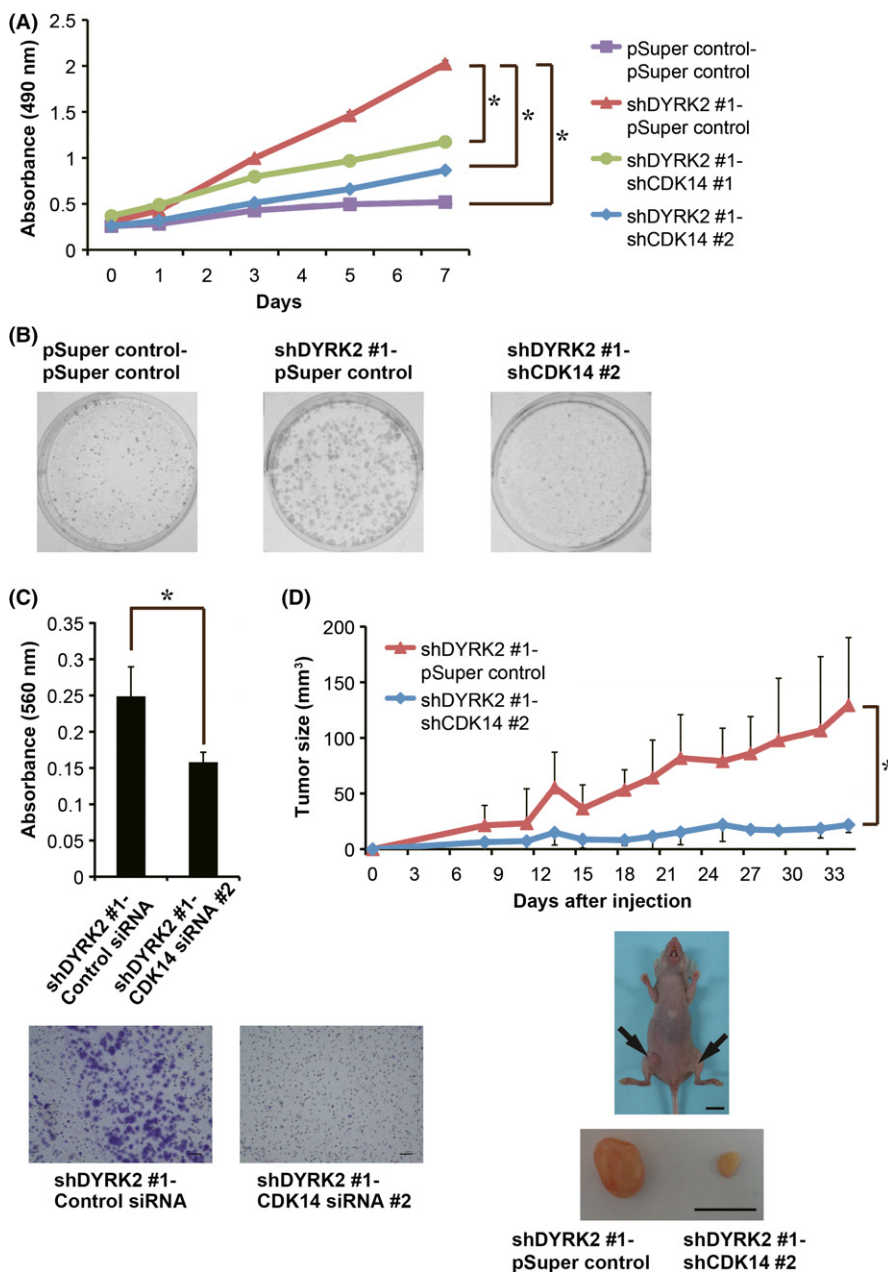 (A)
Absorbance (490 nm)
2.5
2
1.5
1
0.5
0
0 1 2 3 4 5 6 7
Days
* * *
pSuper control-
pSuper control
shDYRK2 #1-
pSuper control
shDYRK2 #1-
shCDK14 #1
shDYRK2 #1-
shCDK14 #2
(B)
pSuper control-
pSuper control
shDYRK2 #1-
pSuper control
shDYRK2 #1-
shCDK14 #2
(C)
Absorbance (560 nm)
0.35
0.3
0.25
0.2
0.15
0.1
0.05
0
*
shDYRK2 #1-
Control siRNA
shDYRK2 #1-
CDK14 siRNA #2
shDYRK2 #1-
Control siRNA
shDYRK2 #1-
CDK14 siRNA #2
(D)
Tumor size (mm³)
200
150
100
50
0
shDYRK2 #1-
pSuper control
shDYRK2 #1-
shCDK14 #2
*
0 3 6 9 12 15 18 21 24 27 30 33
Days after injection
shDYRK2 #1-
pSuper control
shDYRK2 #1-
shCDK14 #2